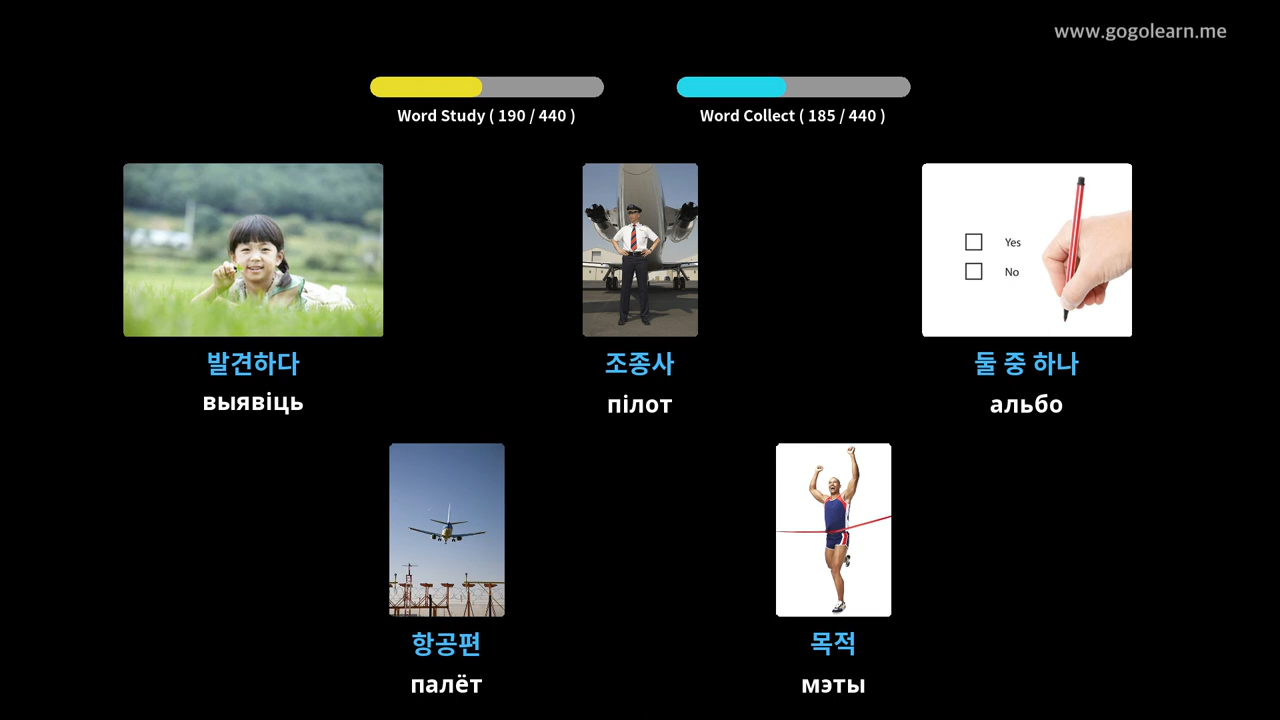 www.gogolearn.me
Word Study ( 190 / 440 )
Word Collect ( 185 / 440 )
Yes
No
발견하다
조종사
둘 중 하나
выявіць
пілот
альбо
항공편
목적
палёт
мэты